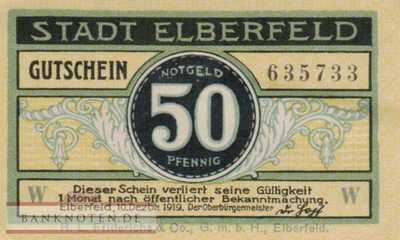 STADT ELBERFELD
GUTSCHEIN
NOTGELD
635733
50
PFENNIG
W W
Dieser Schein verliert seine Gültigkeit
1 Monat nach öffentlicher Bekanntmachung.
Elberfeld, 10. Dezbr. 1919. Der Oberbürgermeister
BANKNOTEN.DE
& Co., G. m. b. H., Elberfeld.